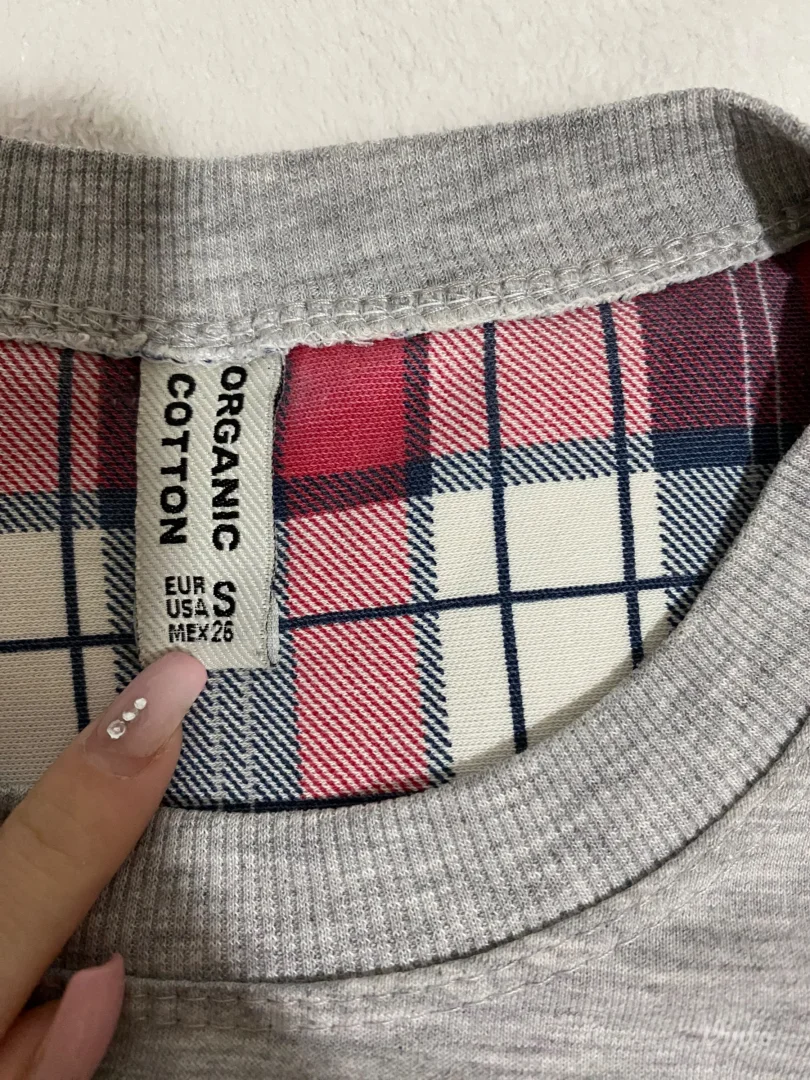 ORGANIC
COTTON
EUR S
USA
MEX 26